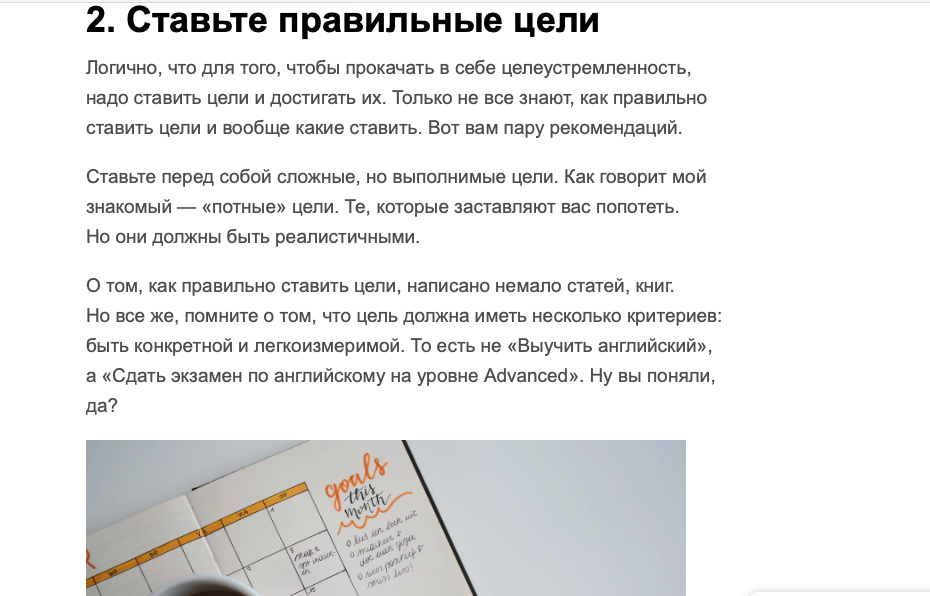 2. Ставьте правильные цели
Логично, что для того, чтобы прокачать в себе целеустремленность,
надо ставить цели и достигать их. Только не все знают, как правильно
ставить цели и вообще какие ставить. Вот вам пару рекомендаций.
Ставьте перед собой сложные, но выполнимые цели. Как говорит мой
знакомый — «потные» цели. Те, которые заставляют вас попотеть.
Но они должны быть реалистичными.
О том, как правильно ставить цели, написано немало статей, книг.
Но все же, помните о том, что цель должна иметь несколько критериев:
быть конкретной и легкоизмеримой. То есть не «Выучить английский»,
а «Сдать экзамен по английскому на уровне Advanced». Ну вы поняли,
да?
goals
this
month